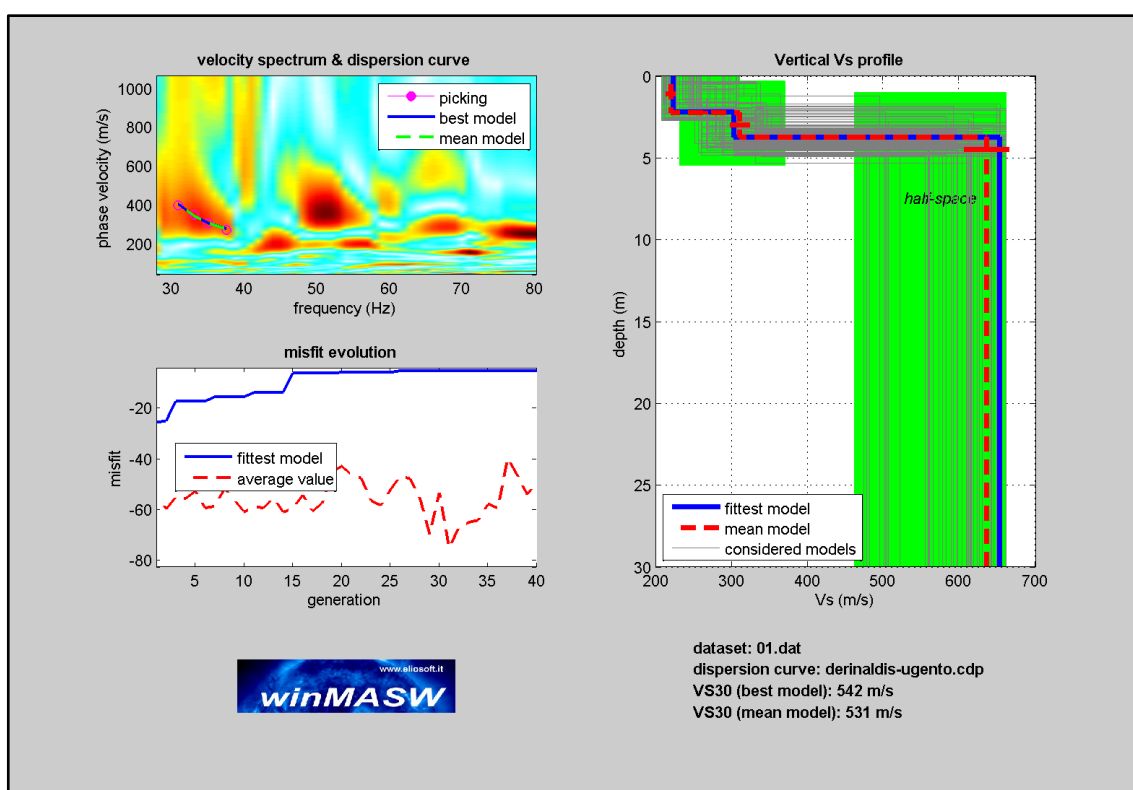 velocity spectrum & dispersion curve
1000
800
600
400
200
phase velocity (m/s)
picking
best model
mean model
30 40 50 60 70 80
frequency (Hz)
misfit evolution
-20
-40
-60
-80
misfit
fittest model
average value
5 10 15 20 25 30 35 40
generation
www.eliosoft.it
winMASW
Vertical Vs profile
0
5
10
15
20
25
30
depth (m)
half-space
fittest model
mean model
considered models
200 300 400 500 600 700
Vs (m/s)
dataset: 01.dat
dispersion curve: derinaldis-ugento.cdp
VS30 (best model): 542 m/s
VS30 (mean model): 531 m/s